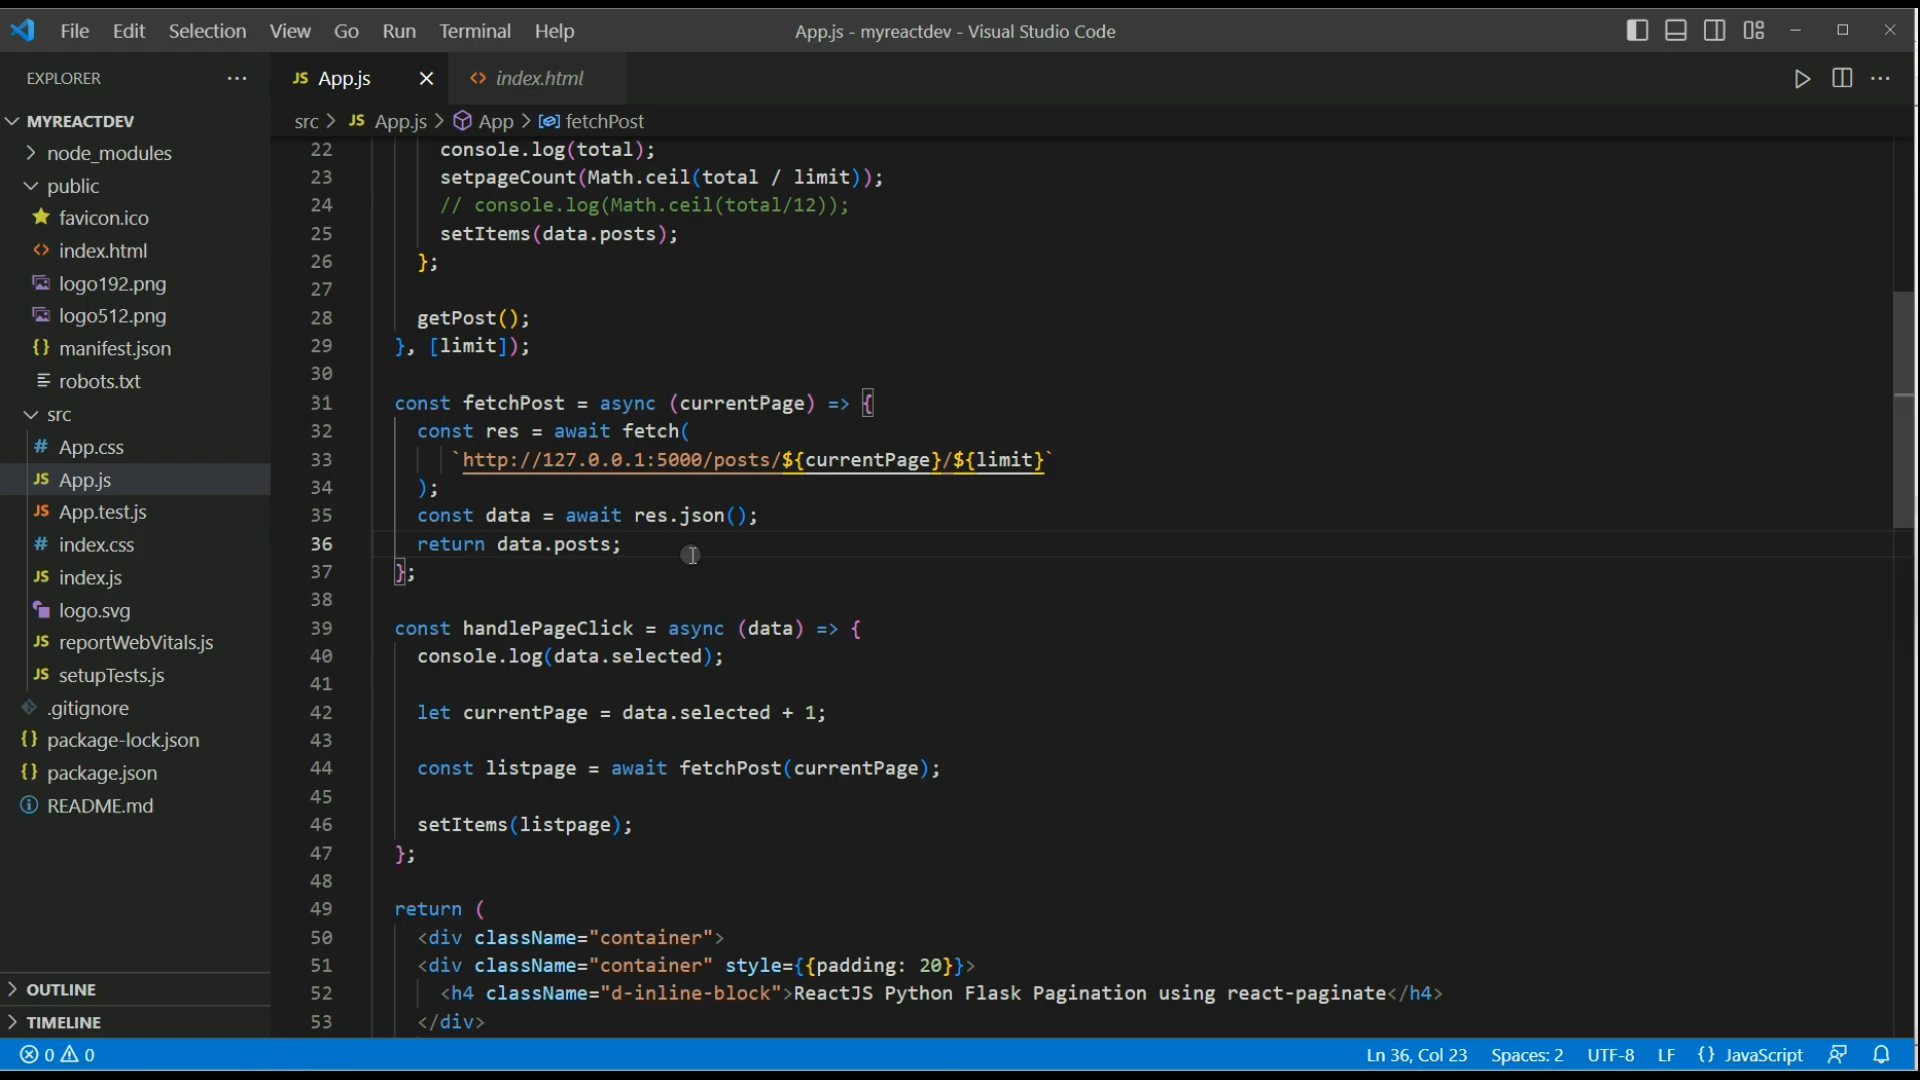 File Edit Selection View Go Run Terminal Help App.js - myreactdev - Visual Studio Code
EXPLORER
JS App.js
<> index.html
src > JS App.js > App > fetchPost
MYREACTDEV
node_modules
public
favicon.ico
<> index.html
logo192.png
logo512.png
{} manifest.json
robots.txt
src
# App.css
JS App.js
JS App.test.js
# index.css
JS index.js
logo.svg
JS reportWebVitals.js
JS setupTests.js
.gitignore
{} package-lock.json
{} package.json
README.md
OUTLINE
TIMELINE
22 console.log(total);
23 setpageCount(Math.ceil(total / limit));
24 // console.log(Math.ceil(total/12));
25 setItems(data.posts);
26 };
27
28 getPost();
29 }, [limit]);
30
31 const fetchPost = async (currentPage) => {
32 const res = await fetch(
33 `http://127.0.0.1:5000/posts/${currentPage}/${limit}`
34 );
35 const data = await res.json();
36 return data.posts;
37 };
38
39 const handlePageClick = async (data) => {
40 console.log(data.selected);
41
42 let currentPage = data.selected + 1;
43
44 const listpage = await fetchPost(currentPage);
45
46 setItems(listpage);
47 };
48
49 return (
50 <div className="container">
51 <div className="container" style={{padding: 20}}>
52 <h4 className="d-inline-block">ReactJS Python Flask Pagination using react-paginate</h4>
53 </div>
0 0 Ln 36, Col 23 Spaces: 2 UTF-8 LF {} JavaScript